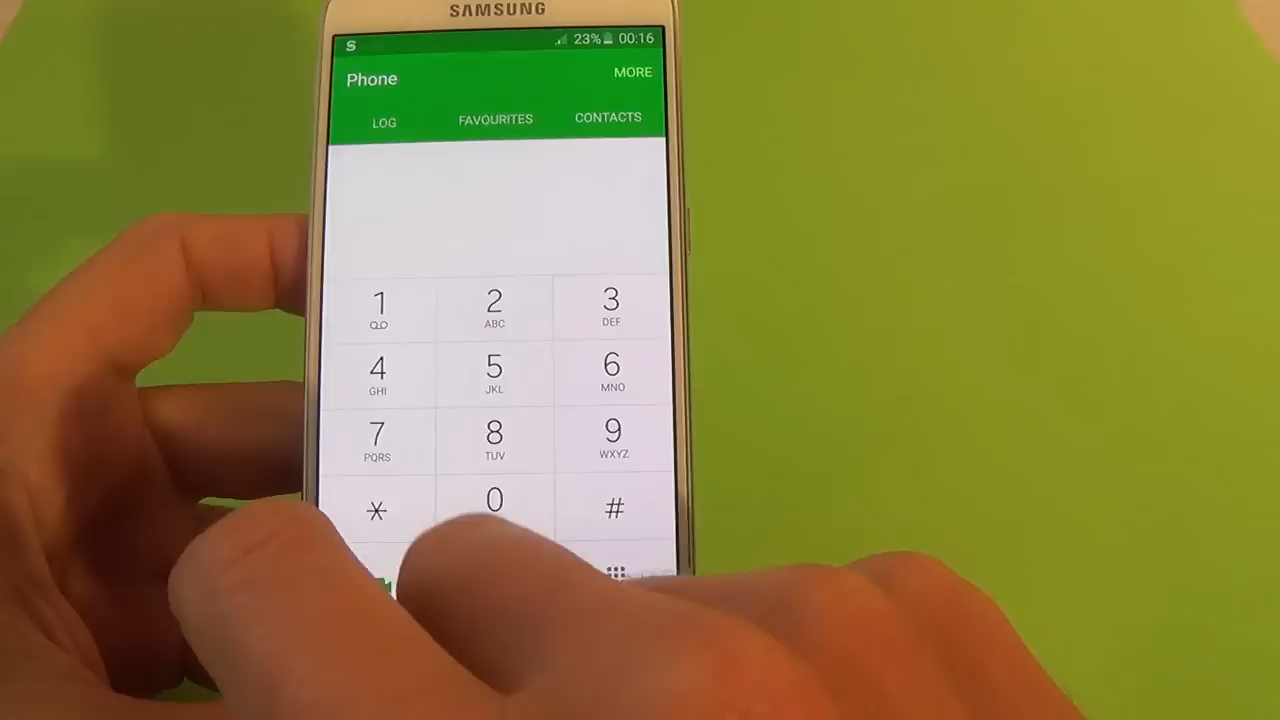 SAMSUNG
S 23% 00:16
Phone MORE
LOG FAVOURITES CONTACTS
1 2 3
ABC DEF
4 5 6
GHI JKL MNO
7 8 9
PQRS TUV WXYZ
* 0 #